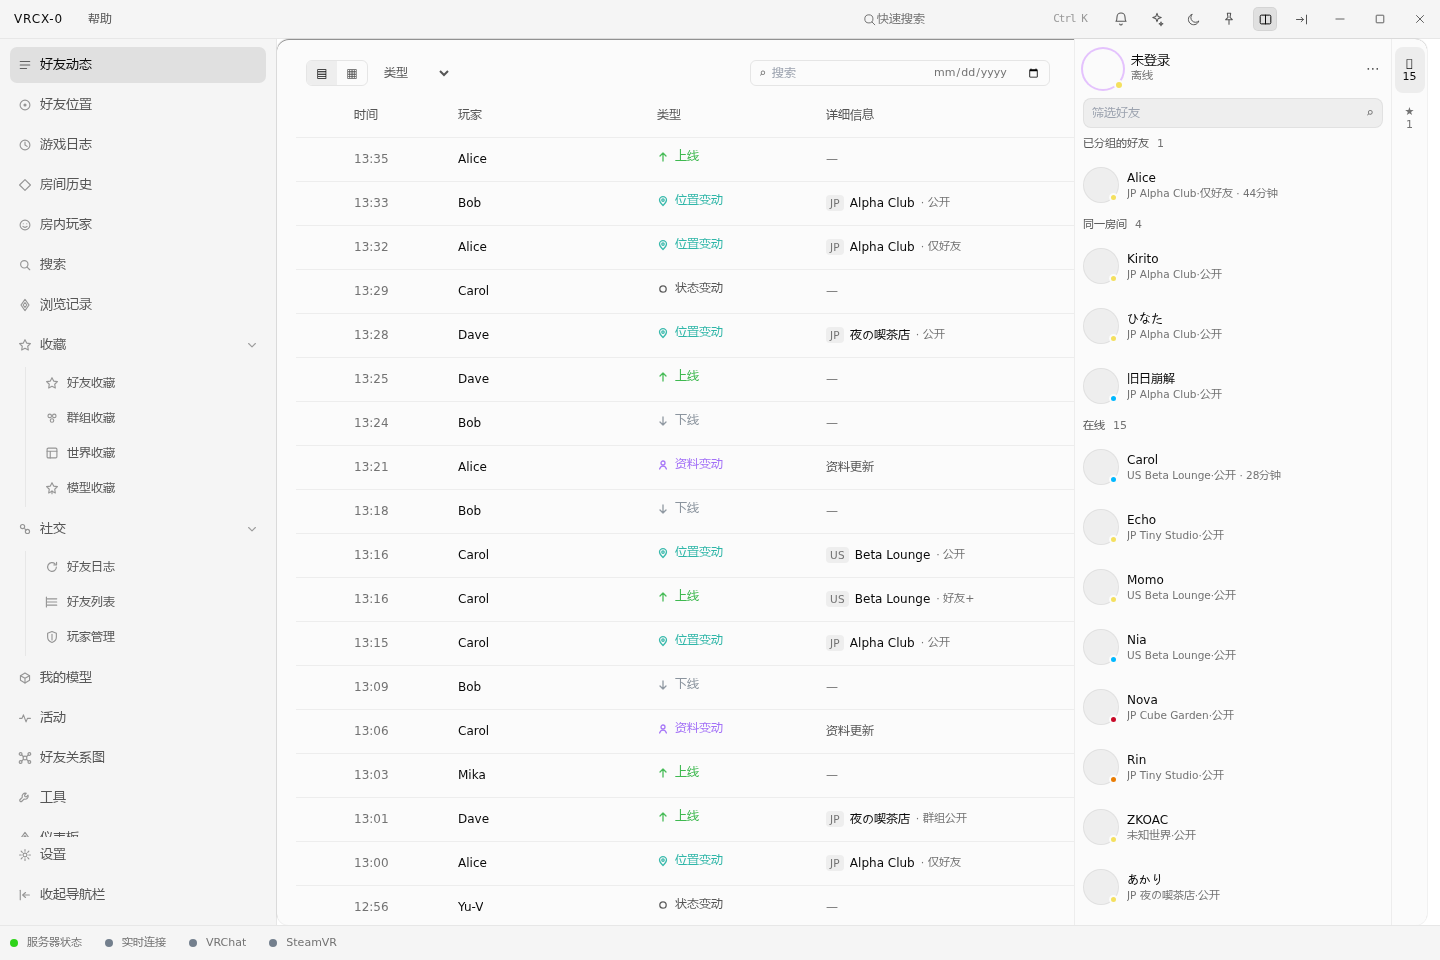 VRCX-0 帮助 快速搜索 Ctrl K
好友动态
好友位置
游戏日志
房间历史
房内玩家
搜索
浏览记录
收藏
好友收藏
群组收藏
世界收藏
模型收藏
社交
好友日志
好友列表
玩家管理
我的模型
活动
好友关系图
工具
仪表板
设置
收起导航栏
类型 搜索 mm/dd/yyyy
时间 玩家 类型 详细信息
13:35 Alice 上线 —
13:33 Bob 位置变动 JP Alpha Club · 公开
13:32 Alice 位置变动 JP Alpha Club · 仅好友
13:29 Carol 状态变动 —
13:28 Dave 位置变动 JP 夜の喫茶店 · 公开
13:25 Dave 上线 —
13:24 Bob 下线 —
13:21 Alice 资料变动 资料更新
13:18 Bob 下线 —
13:16 Carol 位置变动 US Beta Lounge · 公开
13:16 Carol 上线 US Beta Lounge · 好友+
13:15 Carol 位置变动 JP Alpha Club · 公开
13:09 Bob 下线 —
13:06 Carol 资料变动 资料更新
13:03 Mika 上线 —
13:01 Dave 上线 JP 夜の喫茶店 · 群组公开
13:00 Alice 位置变动 JP Alpha Club · 仅好友
12:56 Yu-V 状态变动 —
未登录
离线
筛选好友
已分组的好友 1
Alice
JP Alpha Club·仅好友 · 44分钟
同一房间 4
Kirito
JP Alpha Club·公开
ひなた
JP Alpha Club·公开
旧日崩解
JP Alpha Club·公开
在线 15
Carol
US Beta Lounge·公开 · 28分钟
Echo
JP Tiny Studio·公开
Momo
US Beta Lounge·公开
Nia
US Beta Lounge·公开
Nova
JP Cube Garden·公开
Rin
JP Tiny Studio·公开
ZKOAC
未知世界·公开
あかり
JP 夜の喫茶店·公开
15
★
1
服务器状态 实时连接 VRChat SteamVR